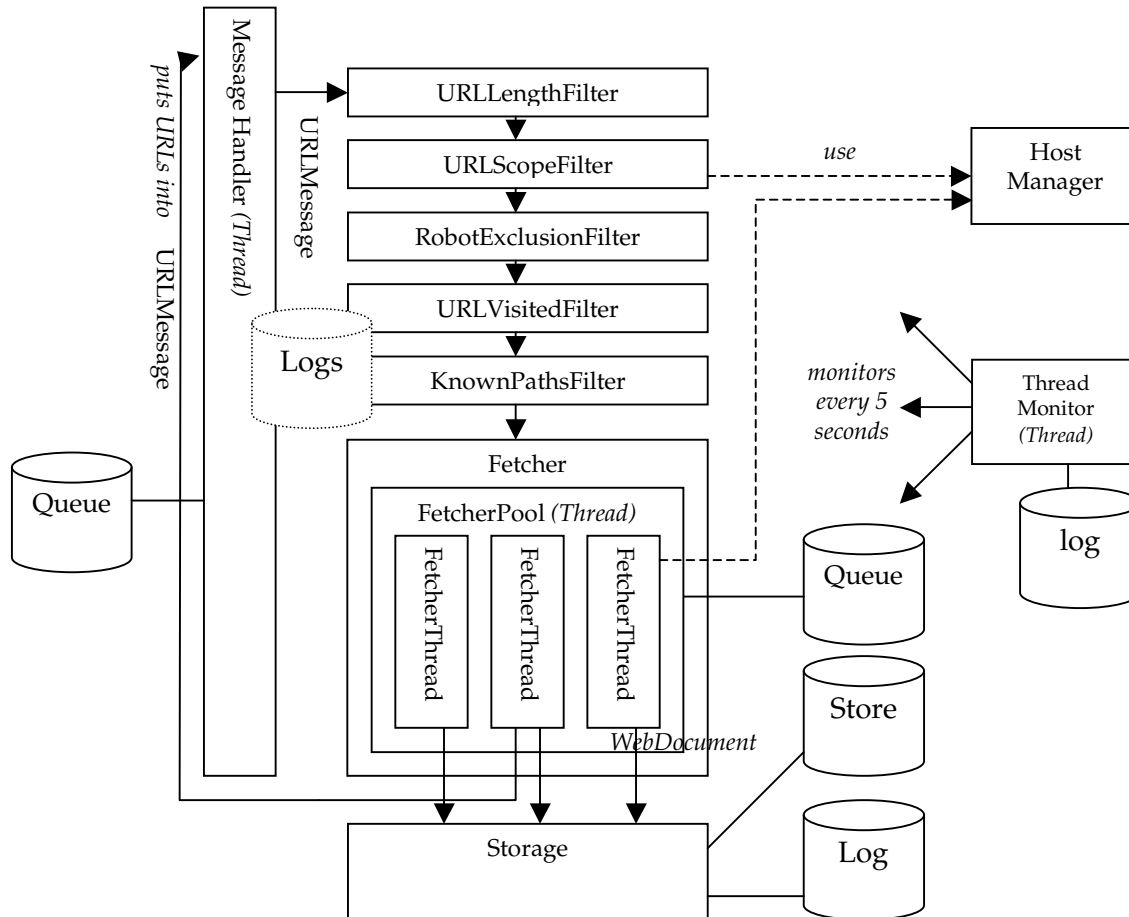 puts URLs into
URLMessage
Message Handler (Thread)
URLMessage
URLLengthFilter
URLScopeFilter
RobotExclusionFilter
URLVisitedFilter
KnownPathsFilter
Logs
use
Host
Manager
monitors
every 5
seconds
Thread
Monitor
(Thread)
log
Queue
Fetcher
FetcherPool (Thread)
FetcherThread
FetcherThread
FetcherThread
Queue
WebDocument
Store
Storage
Log